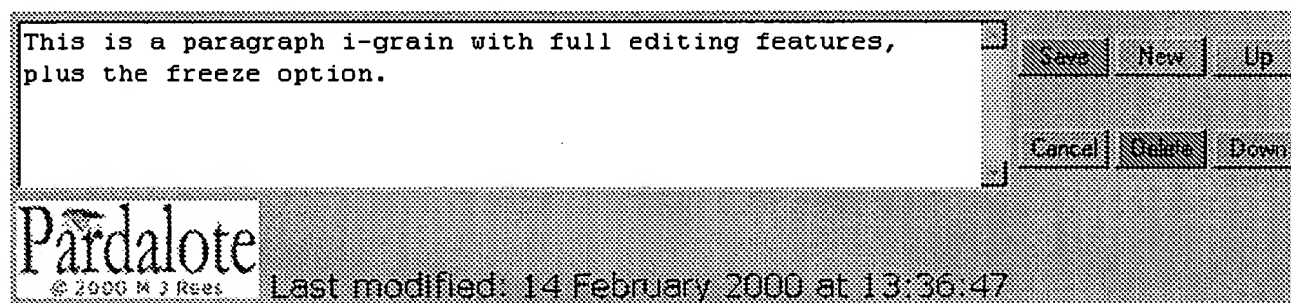 This is a paragraph i-grain with full editing features,
plus the freeze option.
Save New Up
Cancel Delete Down
Pardalote
© 2000 M J Rees
Last modified: 14 February 2000 at 13:36:47